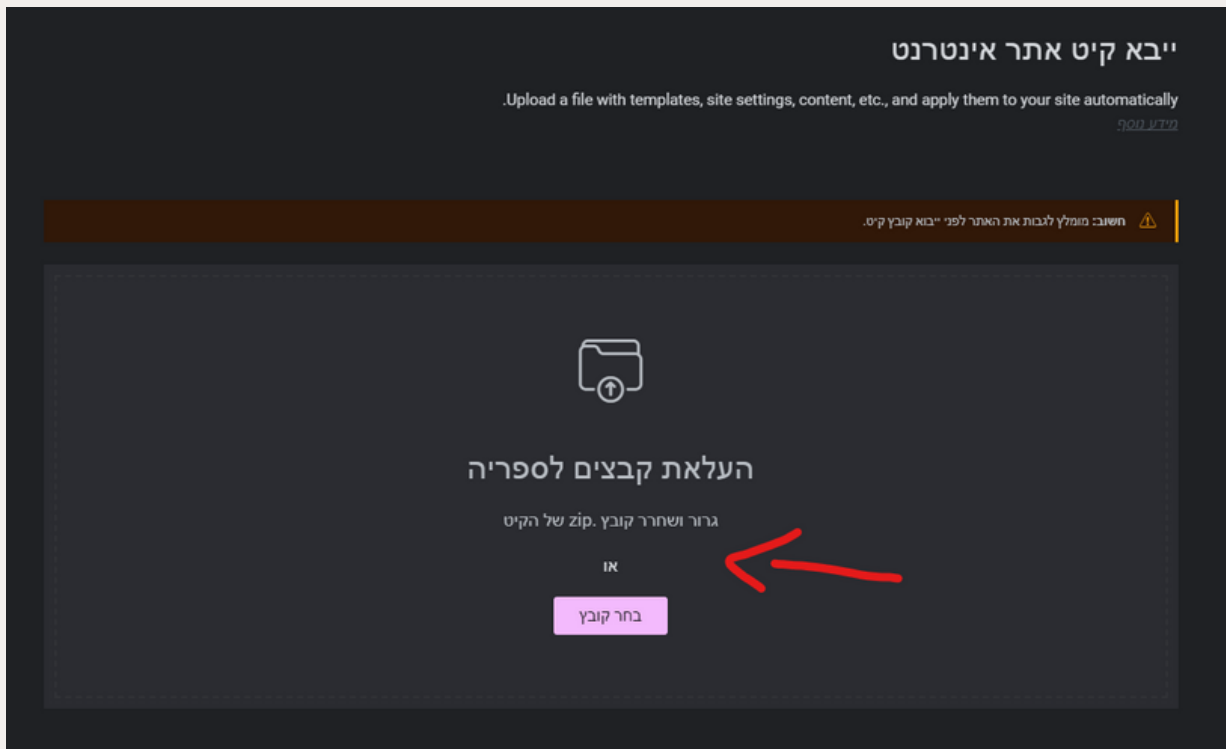 ייבא קיט אתר אינטרנט
Upload a file with templates, site settings, content, etc., and apply them to your site automatically.
מידע נוסף
חשוב: מומלץ לגבות את האתר לפני ייבוא קובץ קיט.
העלאת קבצים לספריה
גרור ושחרר קובץ .zip של הקיט
או
בחר קובץ